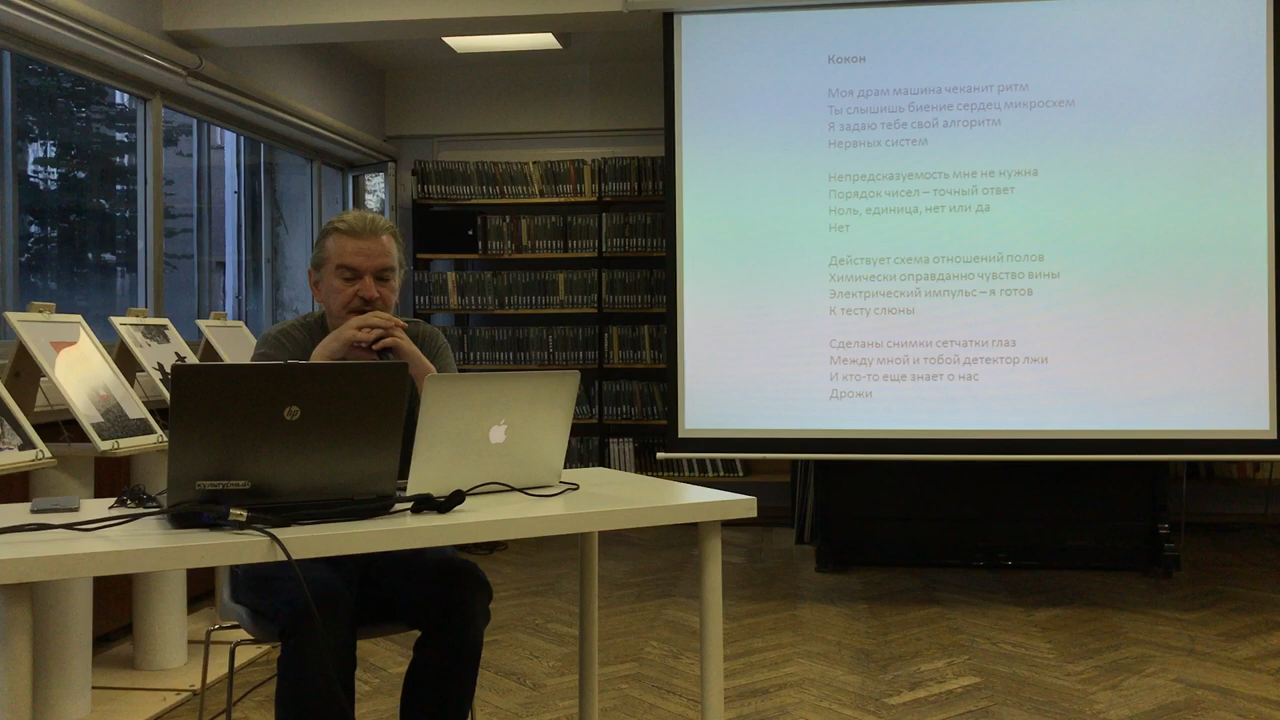 Кокон
Моя драм машина чеканит ритм
Ты слышишь биение сердец микросхем
Я задаю тебе свой алгоритм
Нервных систем
Непредсказуемость мне не нужна
Порядок чисел – точный ответ
Ноль, единица, нет или да
Нет
Действует схема отношений полов
Химически оправданно чувство вины
Электрический импульс – я готов
К тесту слюны
Сделаны снимки сетчатки глаз
Между мной и тобой детектор лжи
И кто-то еще знает о нас
Дрожи
hp